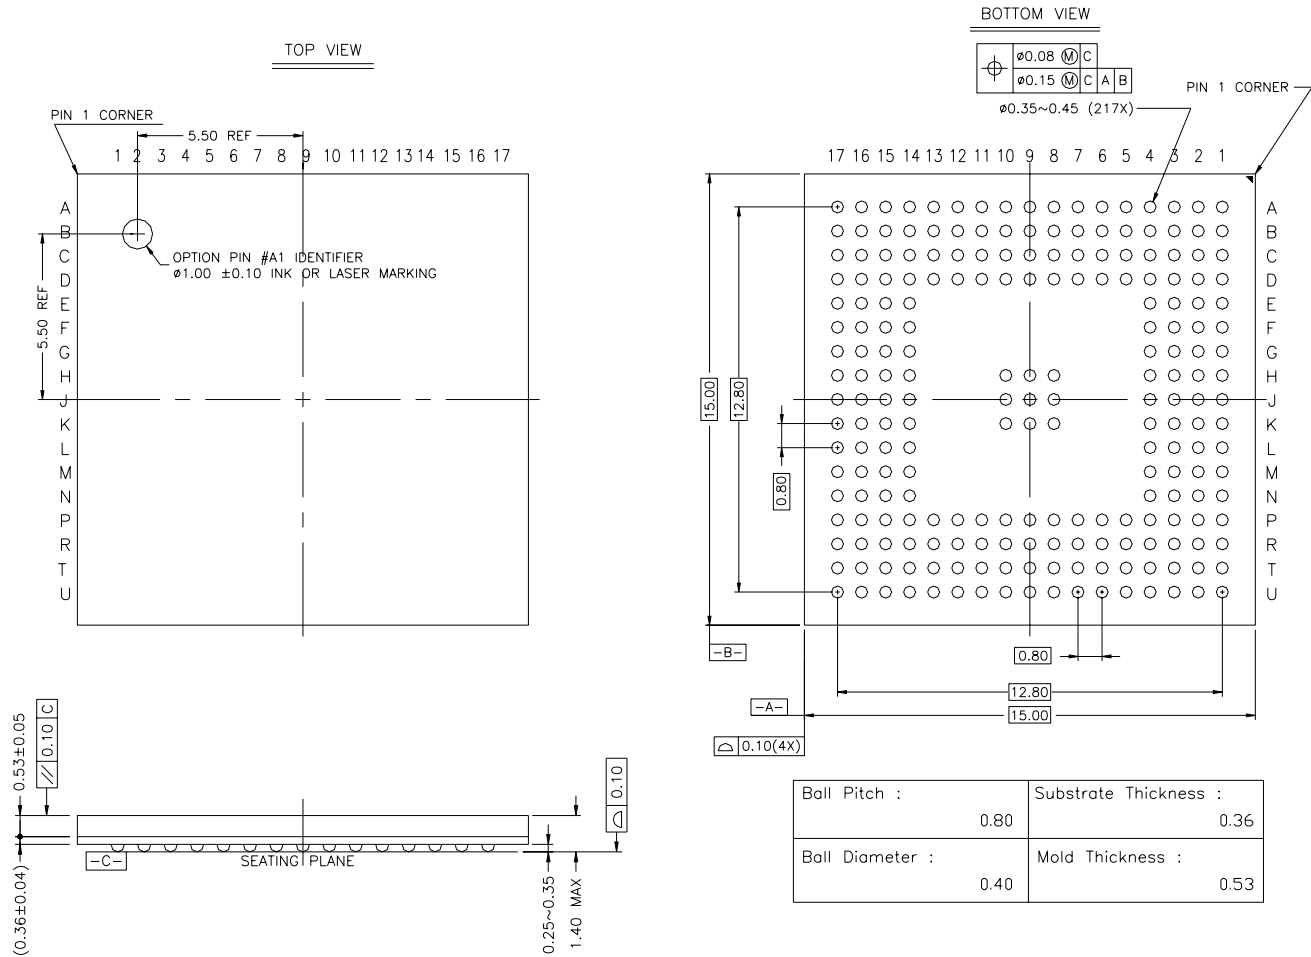 BOTTOM VIEW
TOP VIEW
ø0.08 Ⓜ C
ø0.15 Ⓜ C A B
ø0.35~0.45 (217X)
PIN 1 CORNER
PIN 1 CORNER
5.50 REF
1 2 3 4 5 6 7 8 9 10 11 12 13 14 15 16 17
17 16 15 14 13 12 11 10 9 8 7 6 5 4 3 2 1
A
B
C
D
E
F
G
H
J
K
L
M
N
P
R
T
U
OPTION PIN #A1 IDENTIFIER
ø1.00 ±0.10 INK OR LASER MARKING
5.50 REF
15.00
12.80
0.80
A
B
C
D
E
F
G
H
J
K
L
M
N
P
R
T
U
-B-
0.80
12.80
-A-
15.00
0.10(4X)
0.53±0.05
// 0.10 C
0.10
-C-
SEATING PLANE
(0.36±0.04)
0.25~0.35
1.40 MAX
Ball Pitch :
0.80
Substrate Thickness :
0.36
Ball Diameter :
0.40
Mold Thickness :
0.53